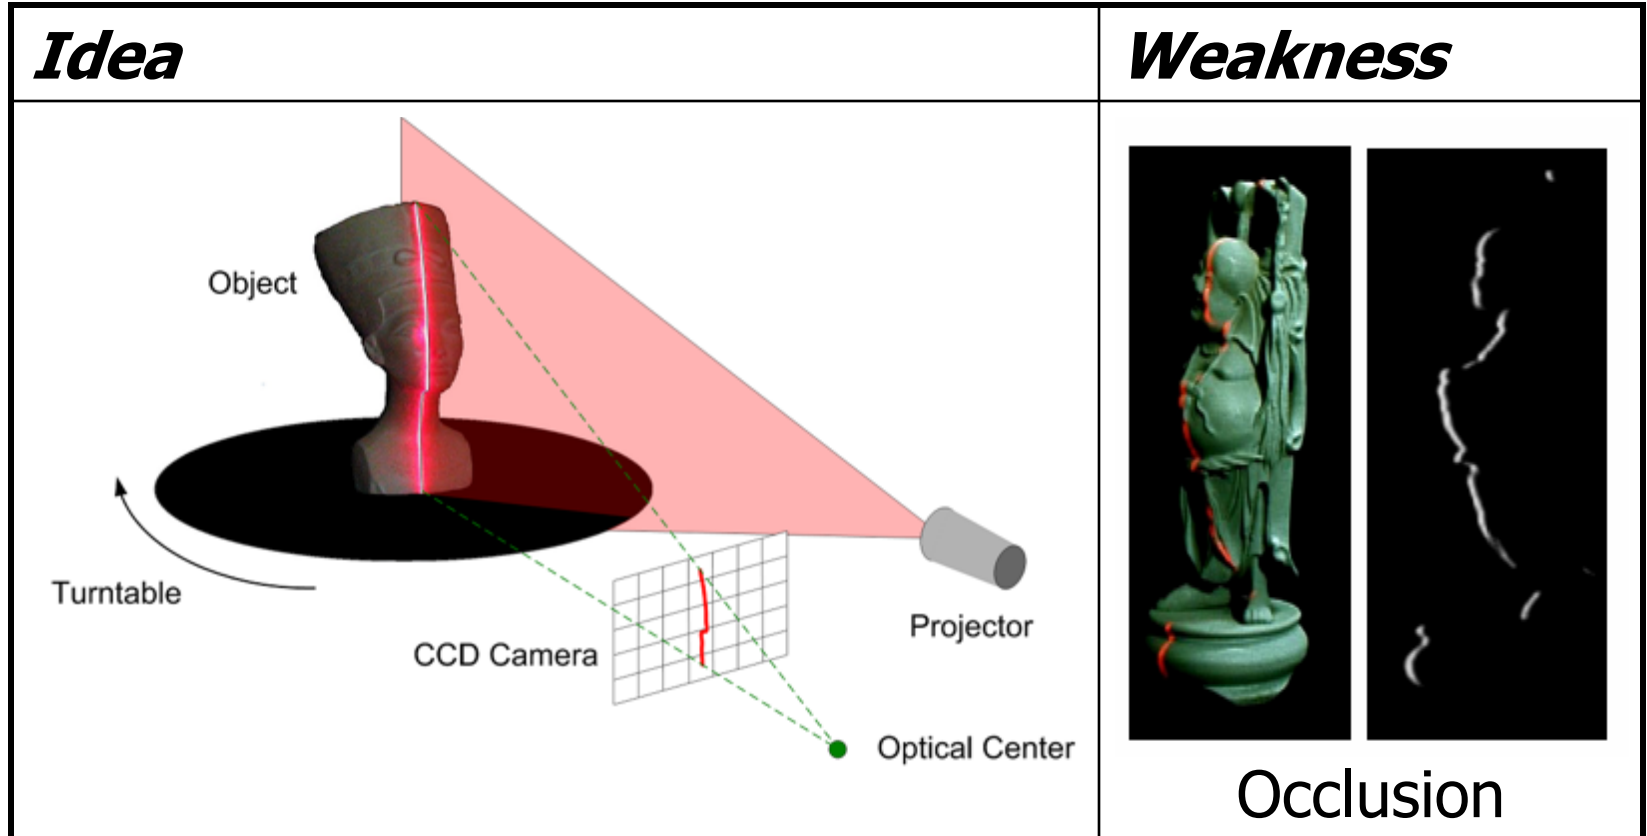 Idea
Weakness
Object
Turntable
CCD Camera
Projector
Optical Center
Occlusion